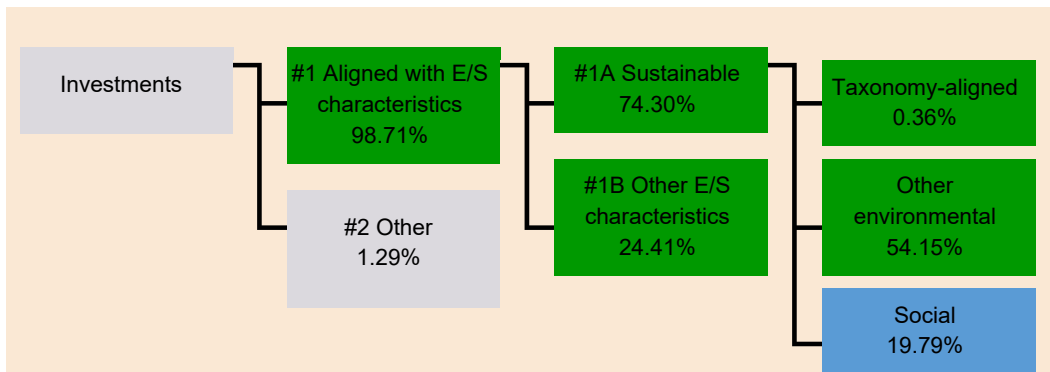 Investments
#1 Aligned with E/S
characteristics
98.71%
#2 Other
1.29%
#1A Sustainable
74.30%
#1B Other E/S
characteristics
24.41%
Taxonomy-aligned
0.36%
Other
environmental
54.15%
Social
19.79%